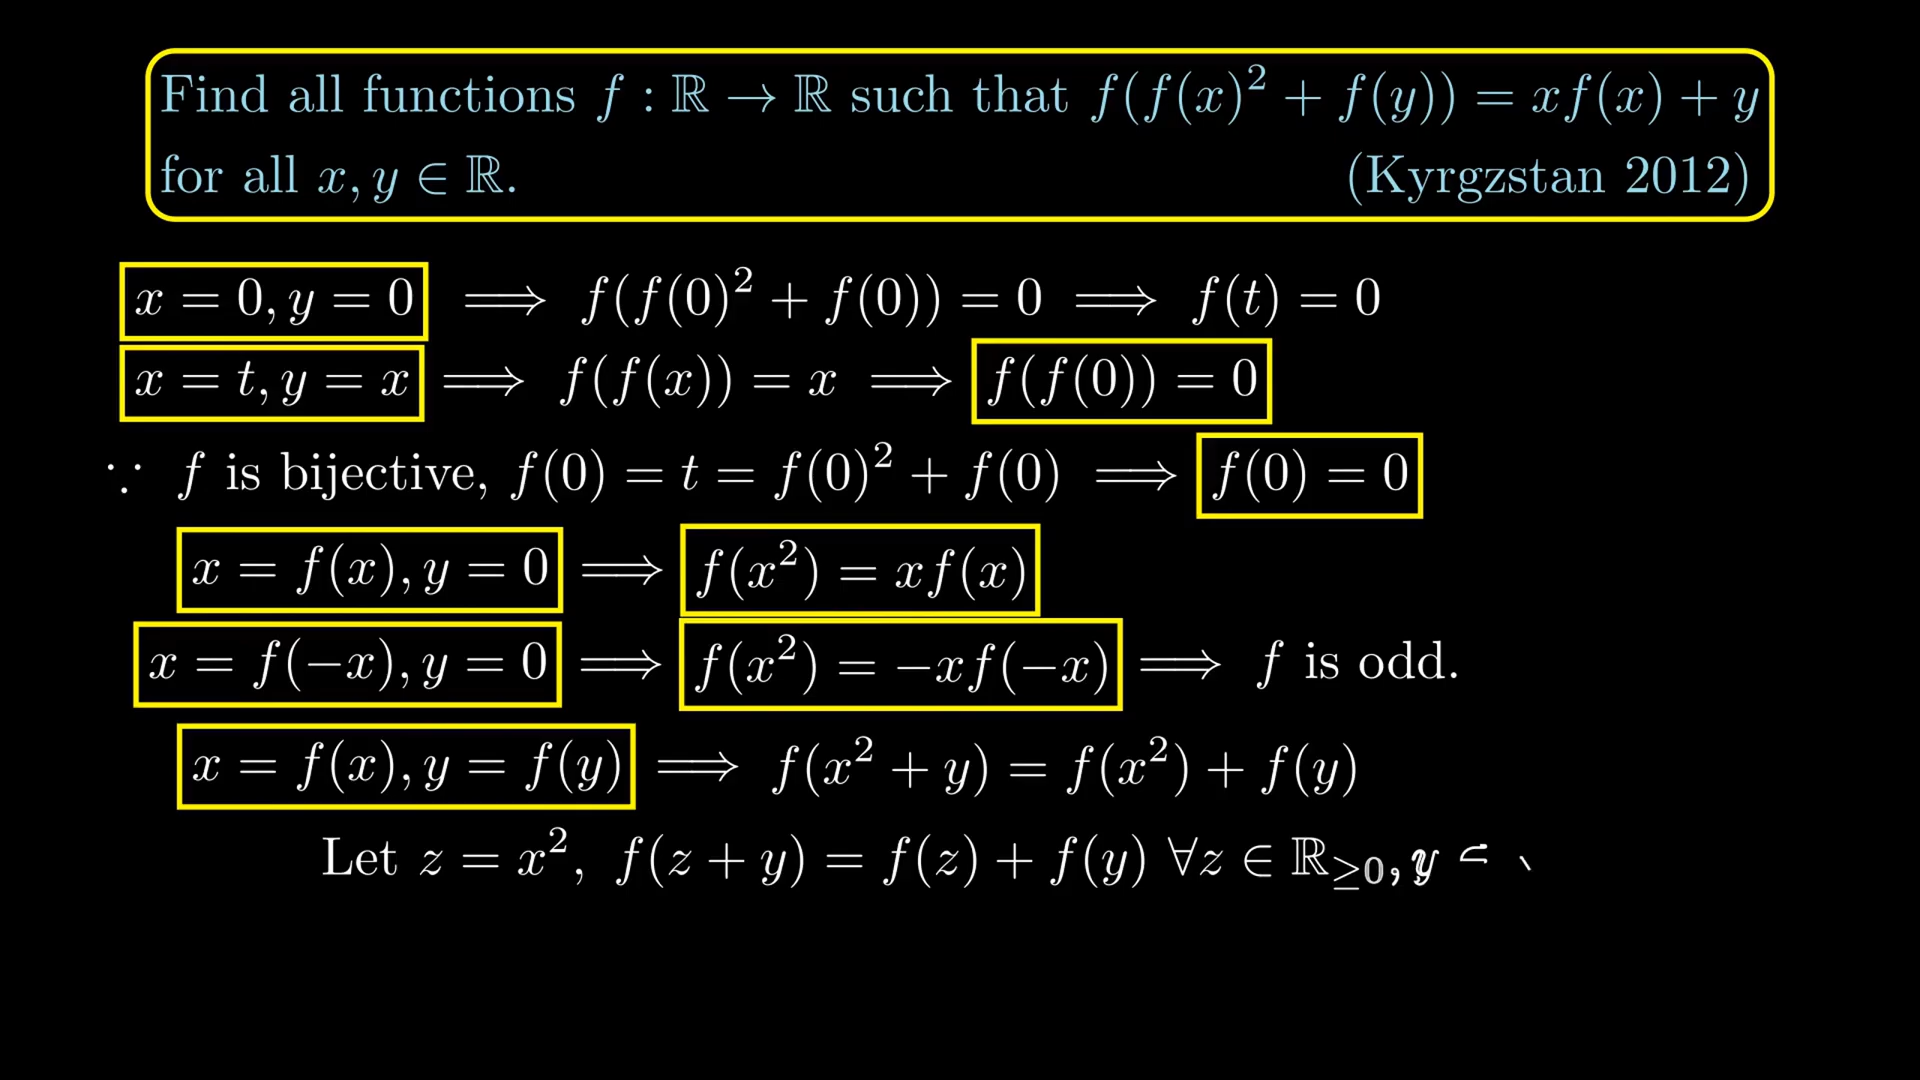 Find all functions f : ℝ → ℝ such that f(f(x)² + f(y)) = xf(x) + y
for all x, y ∈ ℝ. (Kyrgzstan 2012)
x = 0, y = 0 ⟹ f(f(0)² + f(0)) = 0 ⟹ f(t) = 0
x = t, y = x ⟹ f(f(x)) = x ⟹ f(f(0)) = 0
∵ f is bijective, f(0) = t = f(0)² + f(0) ⟹ f(0) = 0
x = f(x), y = 0 ⟹ f(x²) = xf(x)
x = f(−x), y = 0 ⟹ f(x²) = −xf(−x) ⟹ f is odd.
x = f(x), y = f(y) ⟹ f(x² + y) = f(x²) + f(y)
Let z = x², f(z + y) = f(z) + f(y) ∀z ∈ ℝ≥0, y